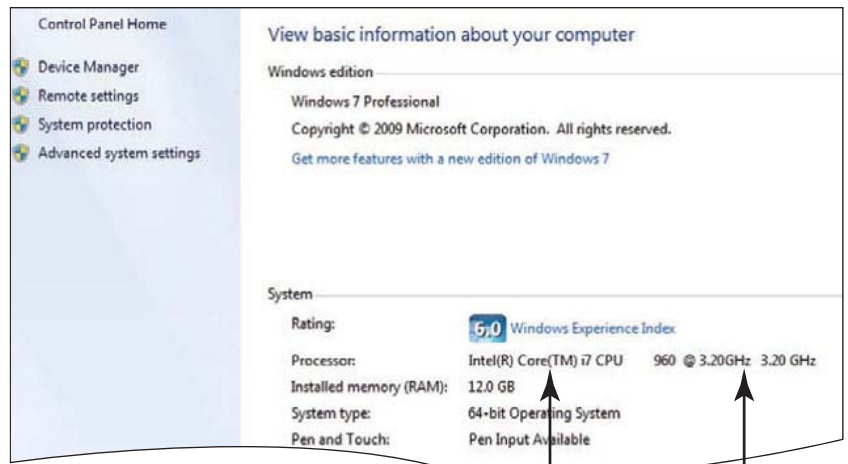 Control Panel Home
Device Manager
Remote settings
System protection
Advanced system settings
View basic information about your computer
Windows edition
Windows 7 Professional
Copyright © 2009 Microsoft Corporation. All rights reserved.
Get more features with a new edition of Windows 7
System
Rating: 6,0 Windows Experience Index
Processor: Intel(R) Core(TM) i7 CPU 960 @ 3.20GHz 3.20 GHz
Installed memory (RAM): 12.0 GB
System type: 64-bit Operating System
Pen and Touch: Pen Input Available